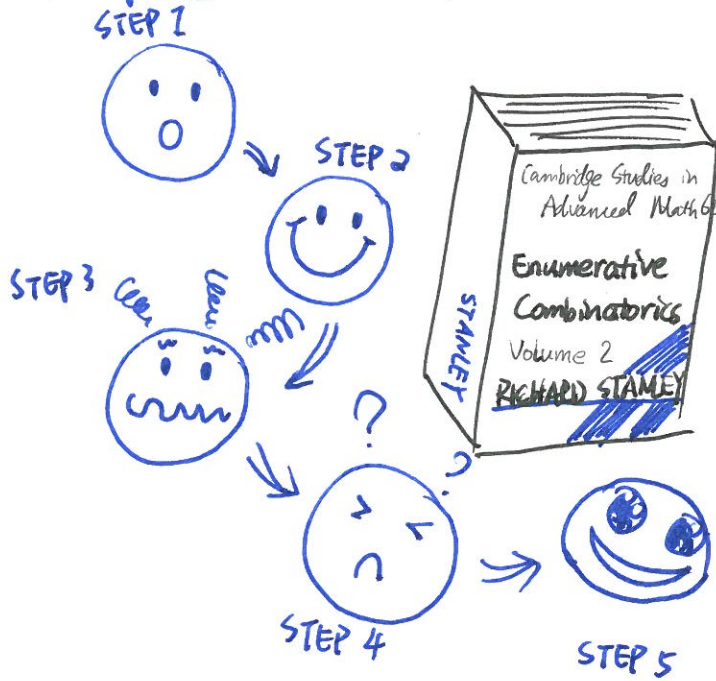 STEP 1
STEP 2
STEP 3
?
?
STEP 4
STEP 5
STANLEY
Cambridge Studies in
Advanced Math 6
Enumerative
Combinatorics
Volume 2
RICHARD STANLEY